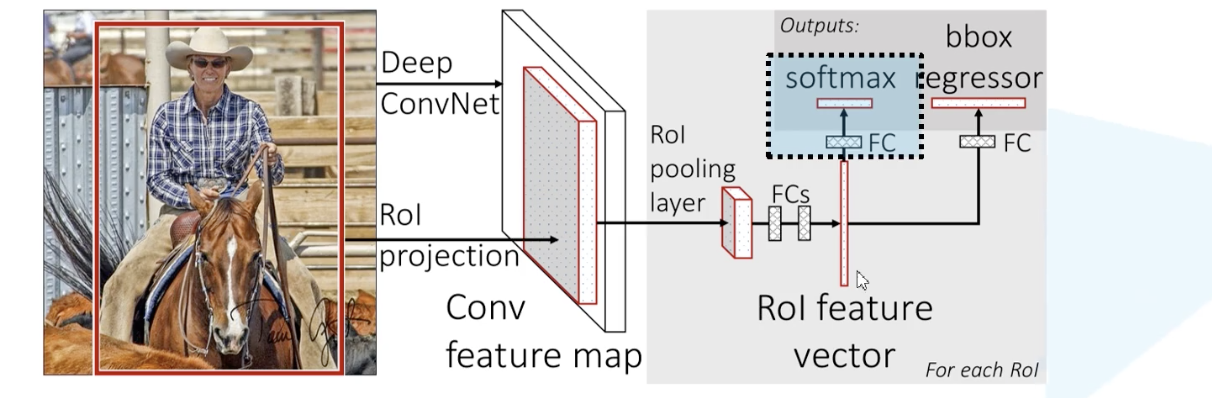 Deep
ConvNet
RoI
projection
Conv
feature map
RoI
pooling
layer
FCs
RoI feature
vector
For each RoI
Outputs:
softmax
FC
bbox
regressor
FC